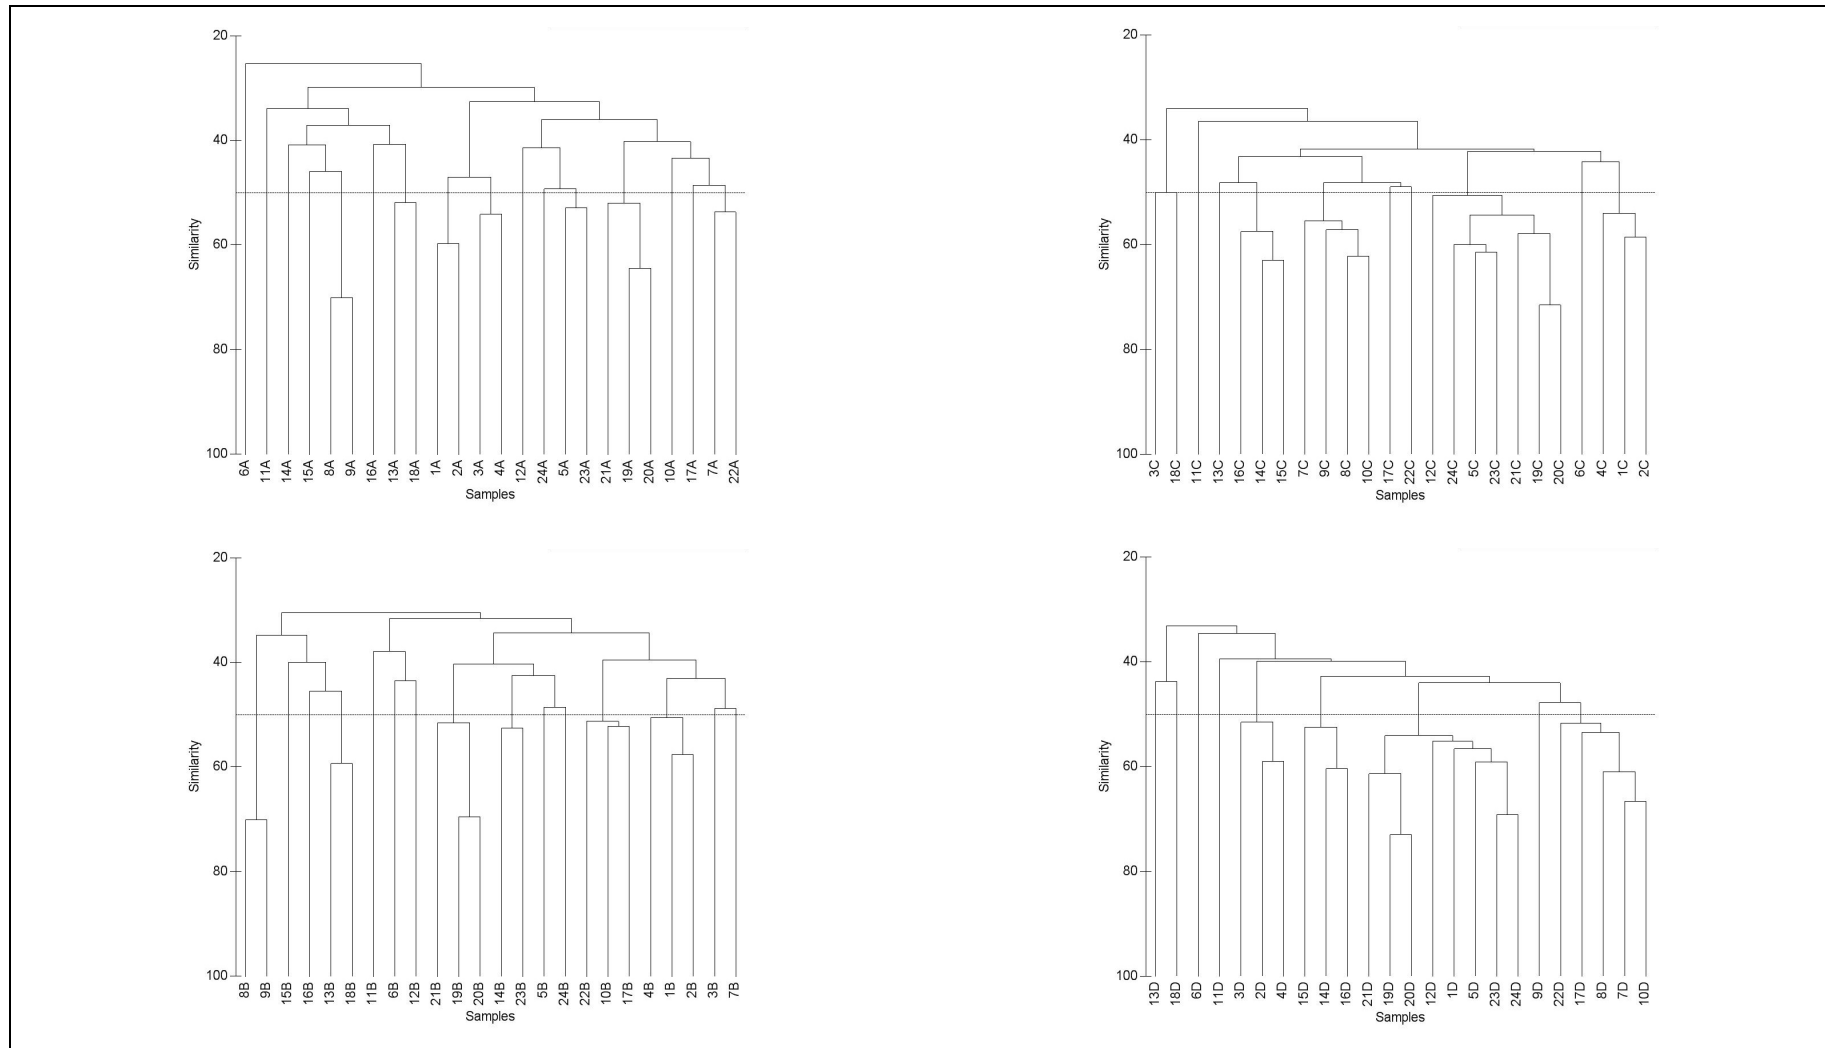 20
40
60
80
100
Similarity
6A 11A 14A 15A 8A 9A 16A 13A 18A 1A 2A 3A 4A 12A 24A 5A 23A 21A 19A 20A 10A 17A 7A 22A
Samples
20
40
60
80
100
Similarity
3C 18C 11C 13C 16C 14C 15C 7C 9C 8C 10C 17C 22C 12C 24C 5C 23C 21C 19C 20C 6C 4C 1C 2C
Samples
20
40
60
80
100
Similarity
8B 9B 15B 16B 13B 18B 11B 6B 12B 21B 19B 20B 14B 23B 5B 24B 22B 10B 17B 4B 1B 2B 3B 7B
Samples
20
40
60
80
100
Similarity
13D 18D 6D 11D 3D 2D 4D 15D 14D 16D 21D 19D 20D 12D 1D 5D 23D 24D 9D 22D 17D 8D 7D 10D
Samples